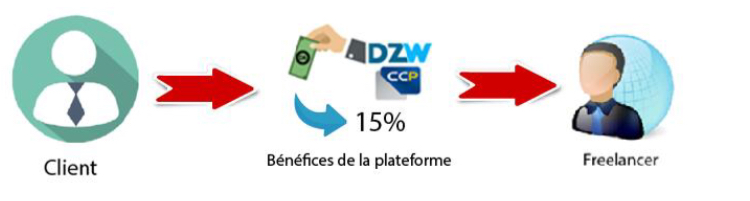 DZW
CCP
15%
Client
Bénéfices de la plateforme
Freelancer